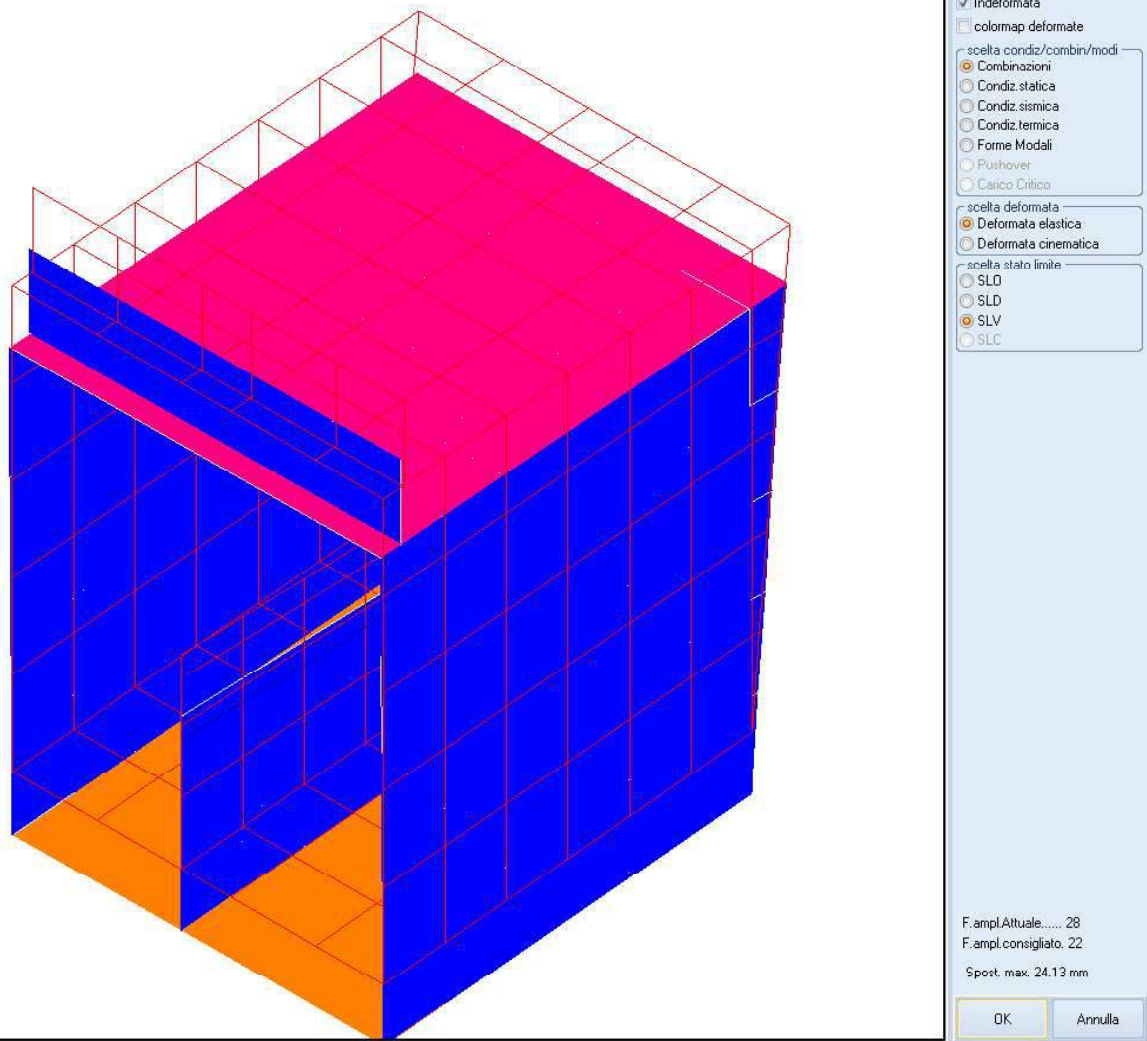 Indeformata
colormap deformate
scelta condiz/combin/modi
Combinazioni
Condiz.statica
Condiz.sismica
Condiz.termica
Forme Modali
Pushover
Carico Critico
scelta deformata
Deformata elastica
Deformata cinematica
scelta stato limite
SLO
SLD
SLV
SLC
F.ampl.Attuale...... 28
F.ampl.consigliato. 22
Spost. max. 24.13 mm
OK
Annulla